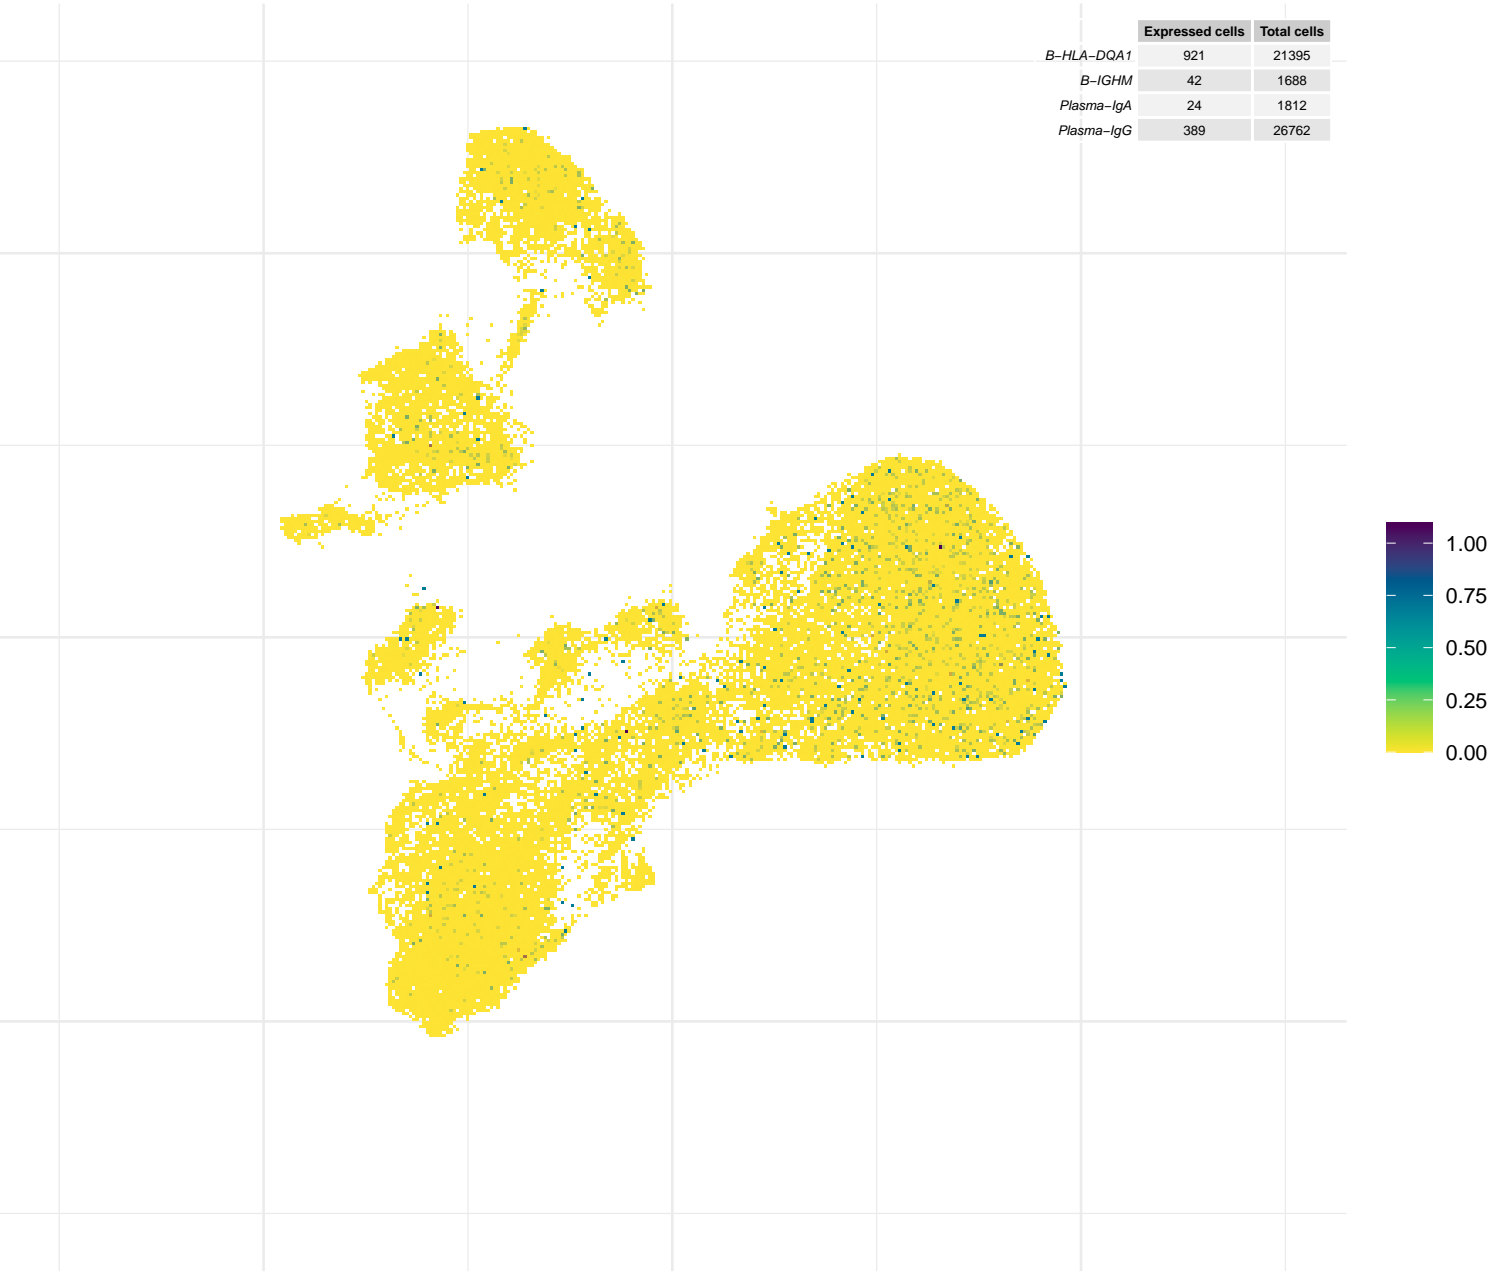 Expressed cells Total cells
B−HLA−DQA1 921 21395
B−IGHM 42 1688
Plasma−IgA 24 1812
Plasma−IgG 389 26762
1.00
0.75
0.50
0.25
0.00